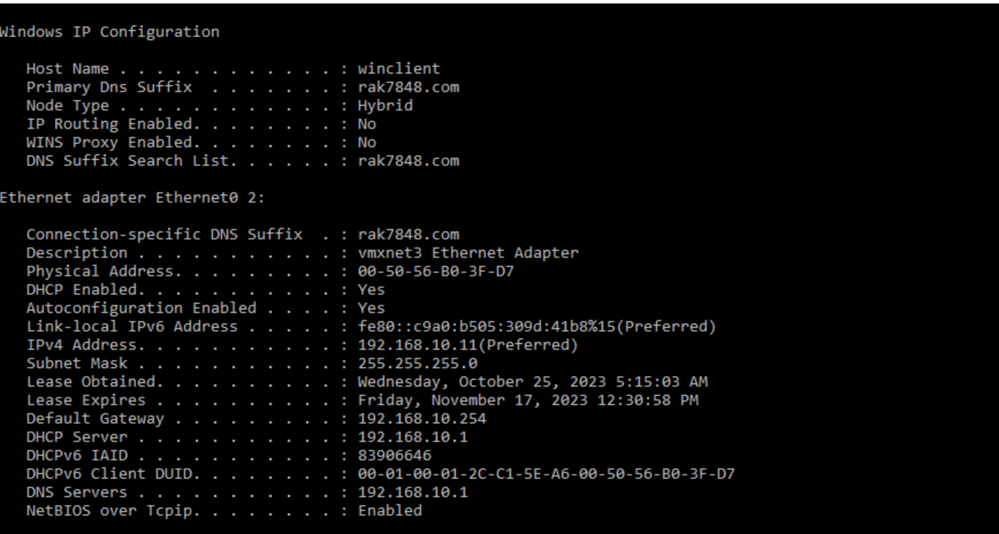 Windows IP Configuration
Host Name . . . . . . . . . . . . : winclient
Primary Dns Suffix  . . . . . . . : rak7848.com
Node Type . . . . . . . . . . . . : Hybrid
IP Routing Enabled. . . . . . . . : No
WINS Proxy Enabled. . . . . . . . : No
DNS Suffix Search List. . . . . . : rak7848.com
Ethernet adapter Ethernet0 2:
Connection-specific DNS Suffix  . : rak7848.com
Description . . . . . . . . . . . : vmxnet3 Ethernet Adapter
Physical Address. . . . . . . . . : 00-50-56-B0-3F-D7
DHCP Enabled. . . . . . . . . . . : Yes
Autoconfiguration Enabled . . . . : Yes
Link-local IPv6 Address . . . . . : fe80::c9a0:b505:309d:41b8%15(Preferred)
IPv4 Address. . . . . . . . . . . : 192.168.10.11(Preferred)
Subnet Mask . . . . . . . . . . . : 255.255.255.0
Lease Obtained. . . . . . . . . . : Wednesday, October 25, 2023 5:15:03 AM
Lease Expires . . . . . . . . . . : Friday, November 17, 2023 12:30:58 PM
Default Gateway . . . . . . . . . : 192.168.10.254
DHCP Server . . . . . . . . . . . : 192.168.10.1
DHCPv6 IAID . . . . . . . . . . . : 83906646
DHCPv6 Client DUID. . . . . . . . : 00-01-00-01-2C-C1-5E-A6-00-50-56-B0-3F-D7
DNS Servers . . . . . . . . . . . : 192.168.10.1
NetBIOS over Tcpip. . . . . . . . : Enabled